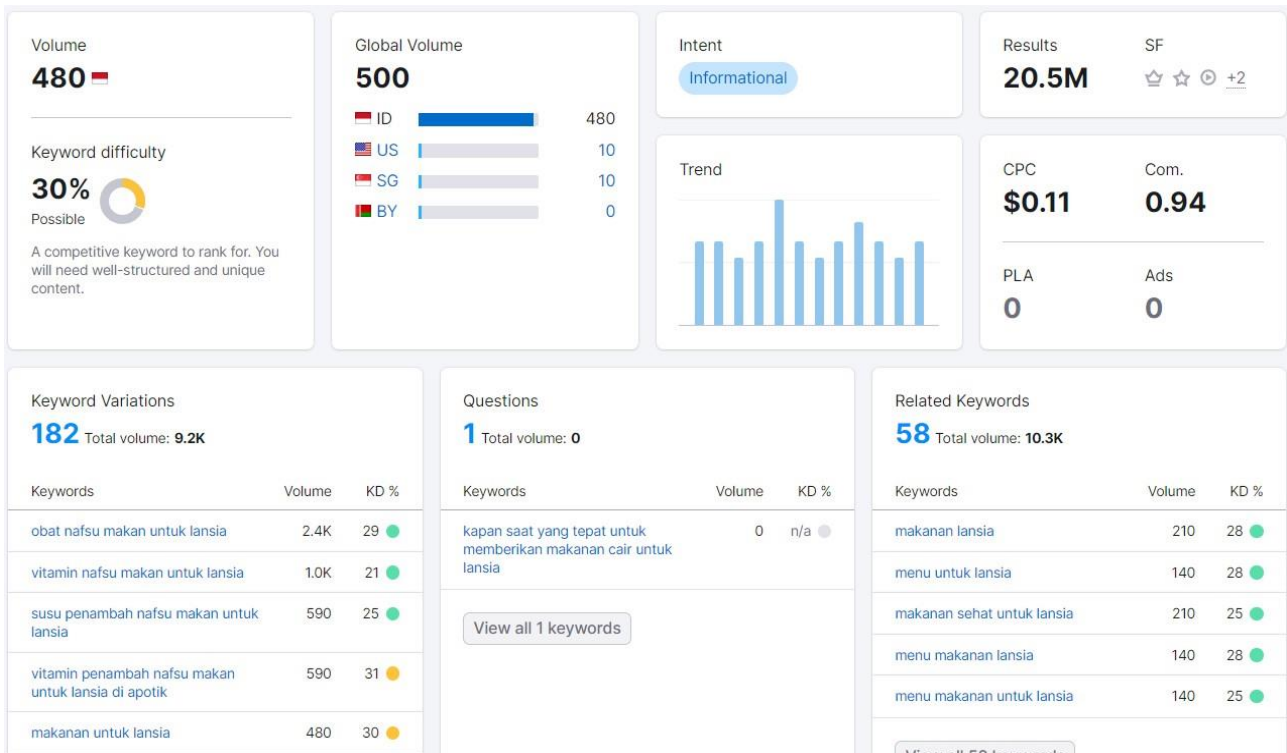 Volume
480
Keyword difficulty
30%
Possible
A competitive keyword to rank for. You
will need well-structured and unique
content.
Global Volume
500
ID 480
US 10
SG 10
BY 0
Intent
Informational
Results SF
20.5M +2
Trend
CPC Com.
$0.11 0.94
PLA Ads
0 0
Keyword Variations
182 Total volume: 9.2K
Keywords Volume KD %
obat nafsu makan untuk lansia 2.4K 29
vitamin nafsu makan untuk lansia 1.0K 21
susu penambah nafsu makan untuk 590 25
lansia
vitamin penambah nafsu makan 590 31
untuk lansia di apotik
makanan untuk lansia 480 30
Questions
1 Total volume: 0
Keywords Volume KD %
kapan saat yang tepat untuk 0 n/a
memberikan makanan cair untuk
lansia
View all 1 keywords
Related Keywords
58 Total volume: 10.3K
Keywords Volume KD %
makanan lansia 210 28
menu untuk lansia 140 28
makanan sehat untuk lansia 210 25
menu makanan lansia 140 28
menu makanan untuk lansia 140 25